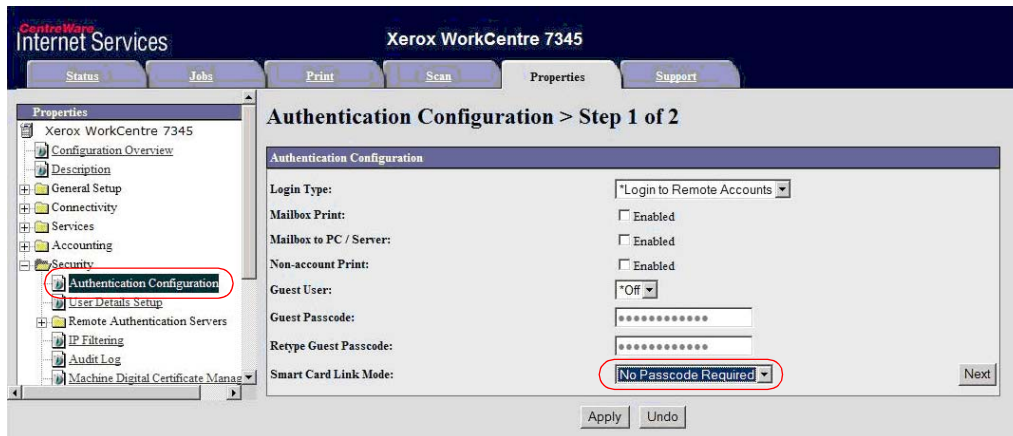 CentreWare
Internet Services
Xerox WorkCentre 7345
Status Jobs Print Scan Properties Support
Properties
Xerox WorkCentre 7345
Configuration Overview
Description
General Setup
Connectivity
Services
Accounting
Security
Authentication Configuration
User Details Setup
Remote Authentication Servers
IP Filtering
Audit Log
Machine Digital Certificate Manag
Authentication Configuration > Step 1 of 2
Authentication Configuration
Login Type: *Login to Remote Accounts
Mailbox Print: Enabled
Mailbox to PC / Server: Enabled
Non-account Print: Enabled
Guest User: *Off
Guest Passcode: ●●●●●●●●●●●●
Retype Guest Passcode: ●●●●●●●●●●●●
Smart Card Link Mode: No Passcode Required Next
Apply Undo